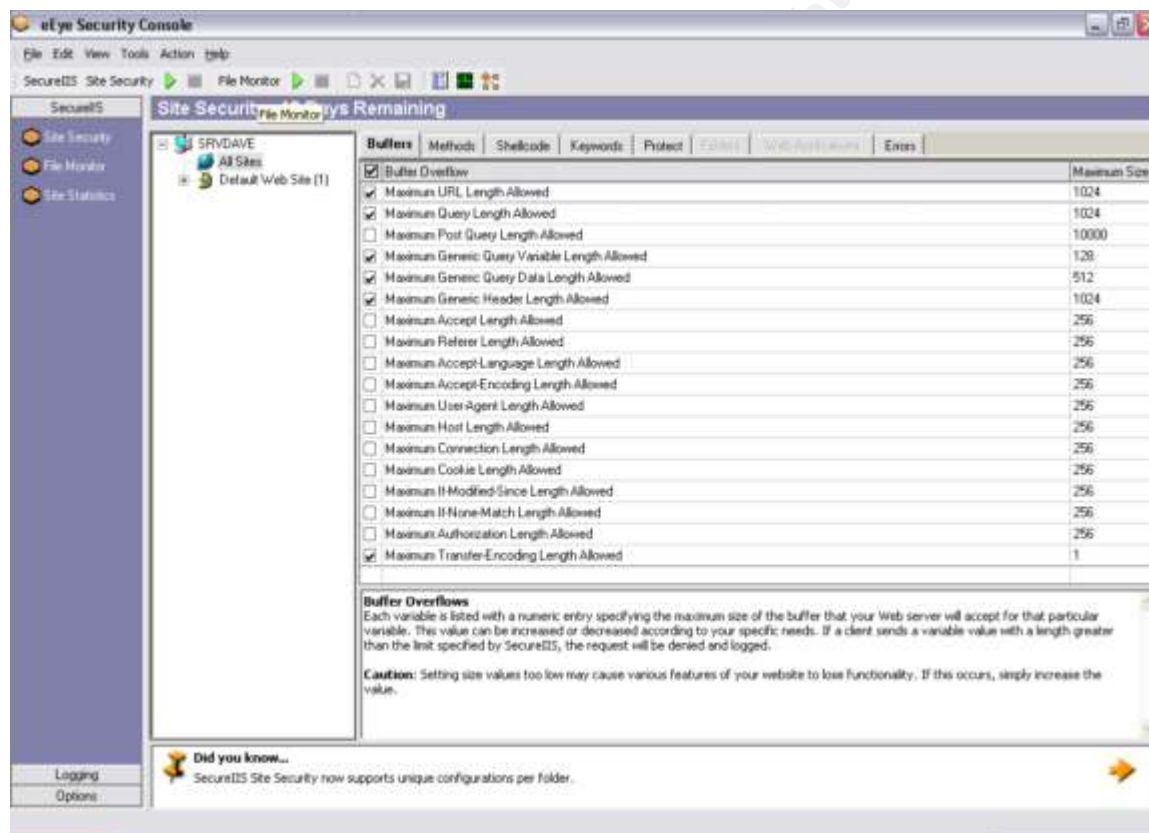 eEye Security Console
File Edit View Tools Action Help
SecureIIS Site Security File Monitor
SecureIIS
Site Security
File Monitor
Site Statistics
Logging
Options
Site Security Days Remaining
File Monitor
SRVDAVE
All Sites
Default Web Site (1)
Buffers Methods Shellcode Keywords Protect Folders Web Applications Errors
Buffer Overflow Maximum Size
Maximum URL Length Allowed 1024
Maximum Query Length Allowed 1024
Maximum Post Query Length Allowed 10000
Maximum Generic Query Variable Length Allowed 128
Maximum Generic Query Data Length Allowed 512
Maximum Generic Header Length Allowed 1024
Maximum Accept Length Allowed 256
Maximum Referer Length Allowed 256
Maximum Accept-Language Length Allowed 256
Maximum Accept-Encoding Length Allowed 256
Maximum User-Agent Length Allowed 256
Maximum Host Length Allowed 256
Maximum Connection Length Allowed 256
Maximum Cookie Length Allowed 256
Maximum If-Modified-Since Length Allowed 256
Maximum If-None-Match Length Allowed 256
Maximum Authorization Length Allowed 256
Maximum Transfer-Encoding Length Allowed 1
Buffer Overflows
Each variable is listed with a numeric entry specifying the maximum size of the buffer that your Web server will accept for that particular
variable. This value can be increased or decreased according to your specific needs. If a client sends a variable value with a length greater
than the limit specified by SecureIIS, the request will be denied and logged.
Caution: Setting size values too low may cause various features of your website to lose functionality. If this occurs, simply increase the
value.
Did you know...
SecureIIS Site Security now supports unique configurations per folder.